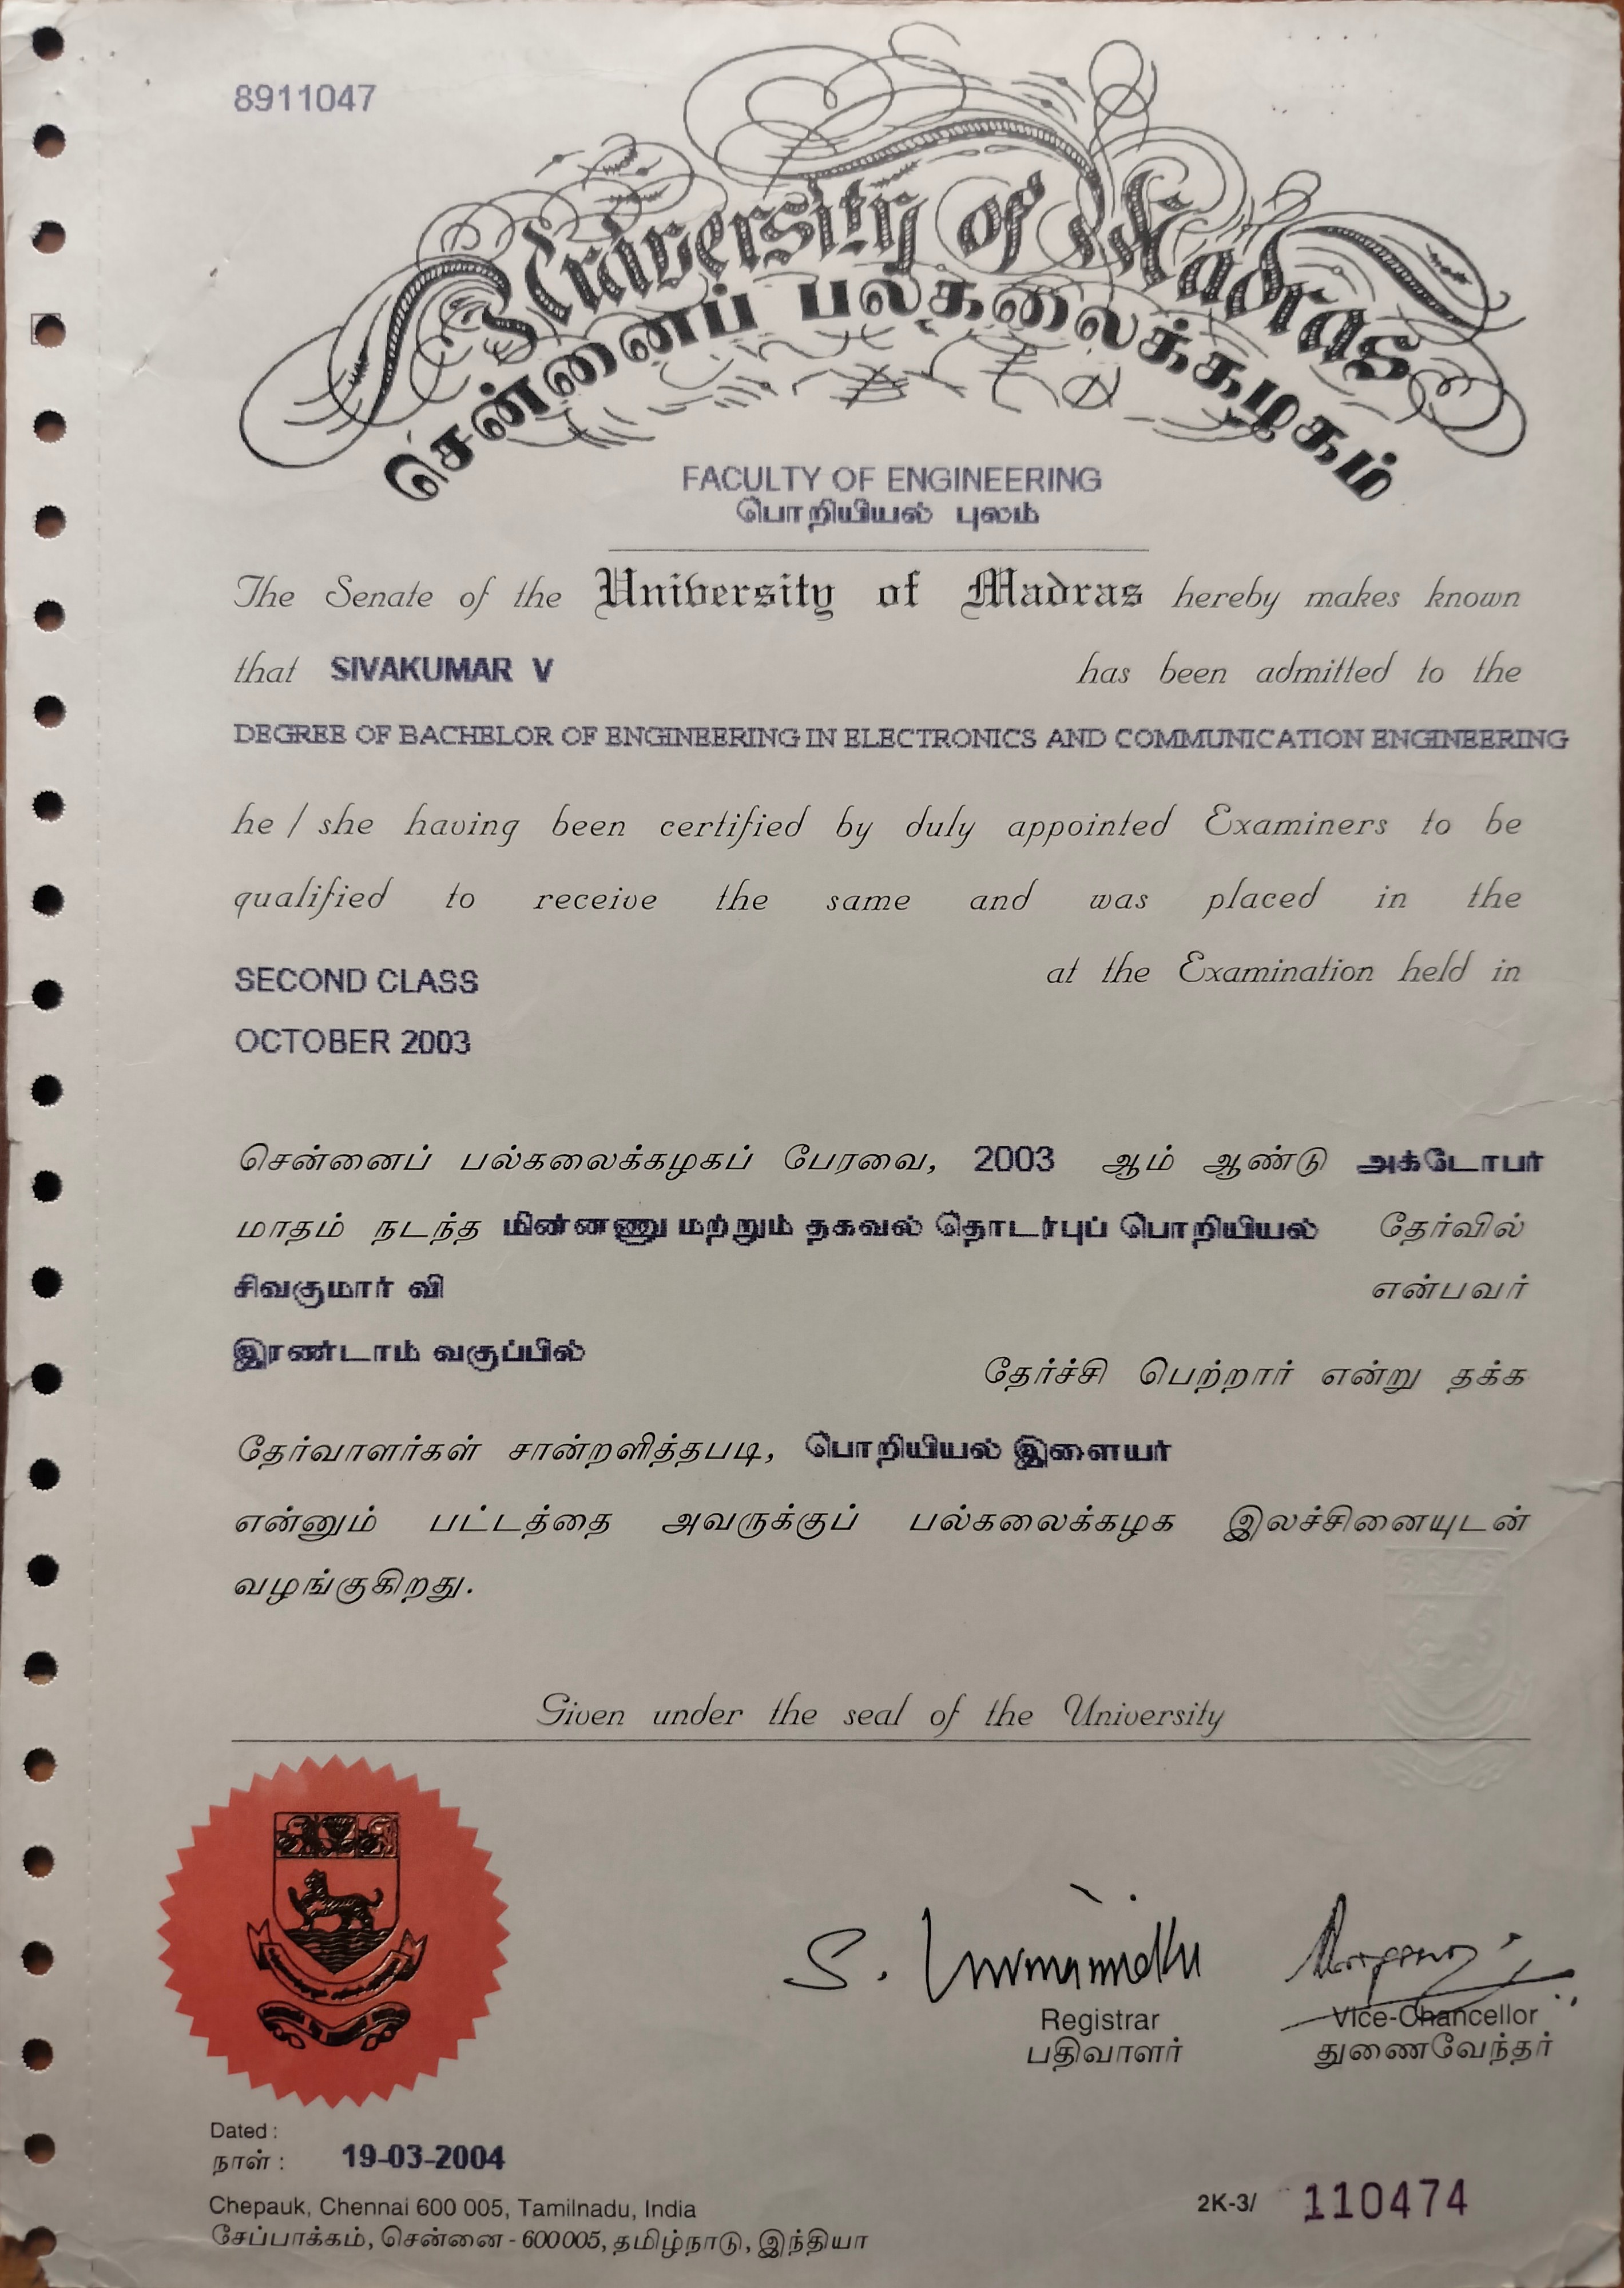 8911047
University of Madras
சென்னைப் பல்கலைக்கழகம்
FACULTY OF ENGINEERING
பொறியியல் புலம்
The Senate of the University of Madras hereby makes known
that SIVAKUMAR V has been admitted to the
DEGREE OF BACHELOR OF ENGINEERING IN ELECTRONICS AND COMMUNICATION ENGINEERING
he / she having been certified by duly appointed Examiners to be
qualified to receive the same and was placed in the
SECOND CLASS at the Examination held in
OCTOBER 2003
சென்னைப் பல்கலைக்கழகப் பேரவை, 2003 ஆம் ஆண்டு அக்டோபர்
மாதம் நடந்த மின்னணு மற்றும் தகவல் தொடர்புப் பொறியியல் தேர்வில்
சிவகுமார் வி என்பவர்
இரண்டாம் வகுப்பில்
தேர்ச்சி பெற்றார் என்று தக்க
தேர்வாளர்கள் சான்றளித்தபடி, பொறியியல் இளையர்
என்னும் பட்டத்தை அவருக்குப் பல்கலைக்கழக இலச்சினையுடன்
வழங்குகிறது.
Given under the seal of the University
S.
Registrar Vice-Chancellor
பதிவாளர் துணைவேந்தர்
Dated :
நாள் : 19-03-2004
Chepauk, Chennai 600 005, Tamilnadu, India
2K-3/ 110474
சேப்பாக்கம், சென்னை - 600 005, தமிழ்நாடு, இந்தியா